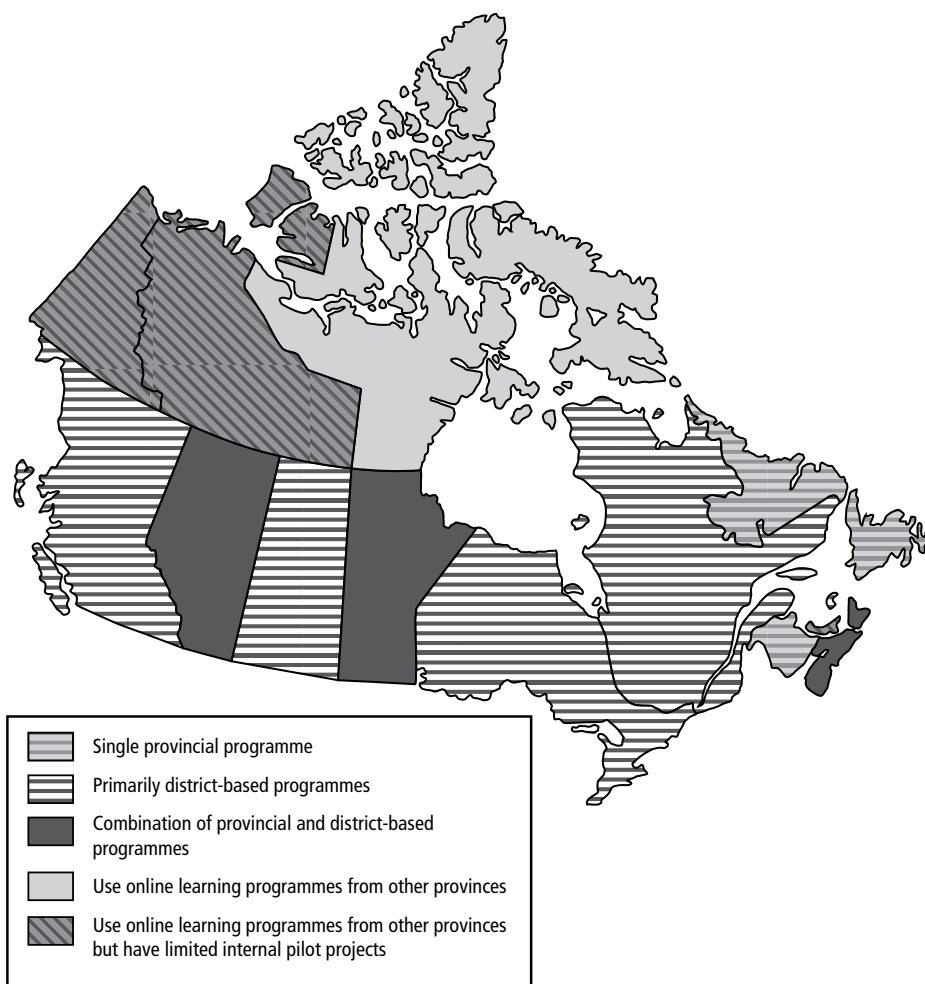 Single provincial programme
Primarily district-based programmes
Combination of provincial and district-based
programmes
Use online learning programmes from other provinces
Use online learning programmes from other provinces
but have limited internal pilot projects